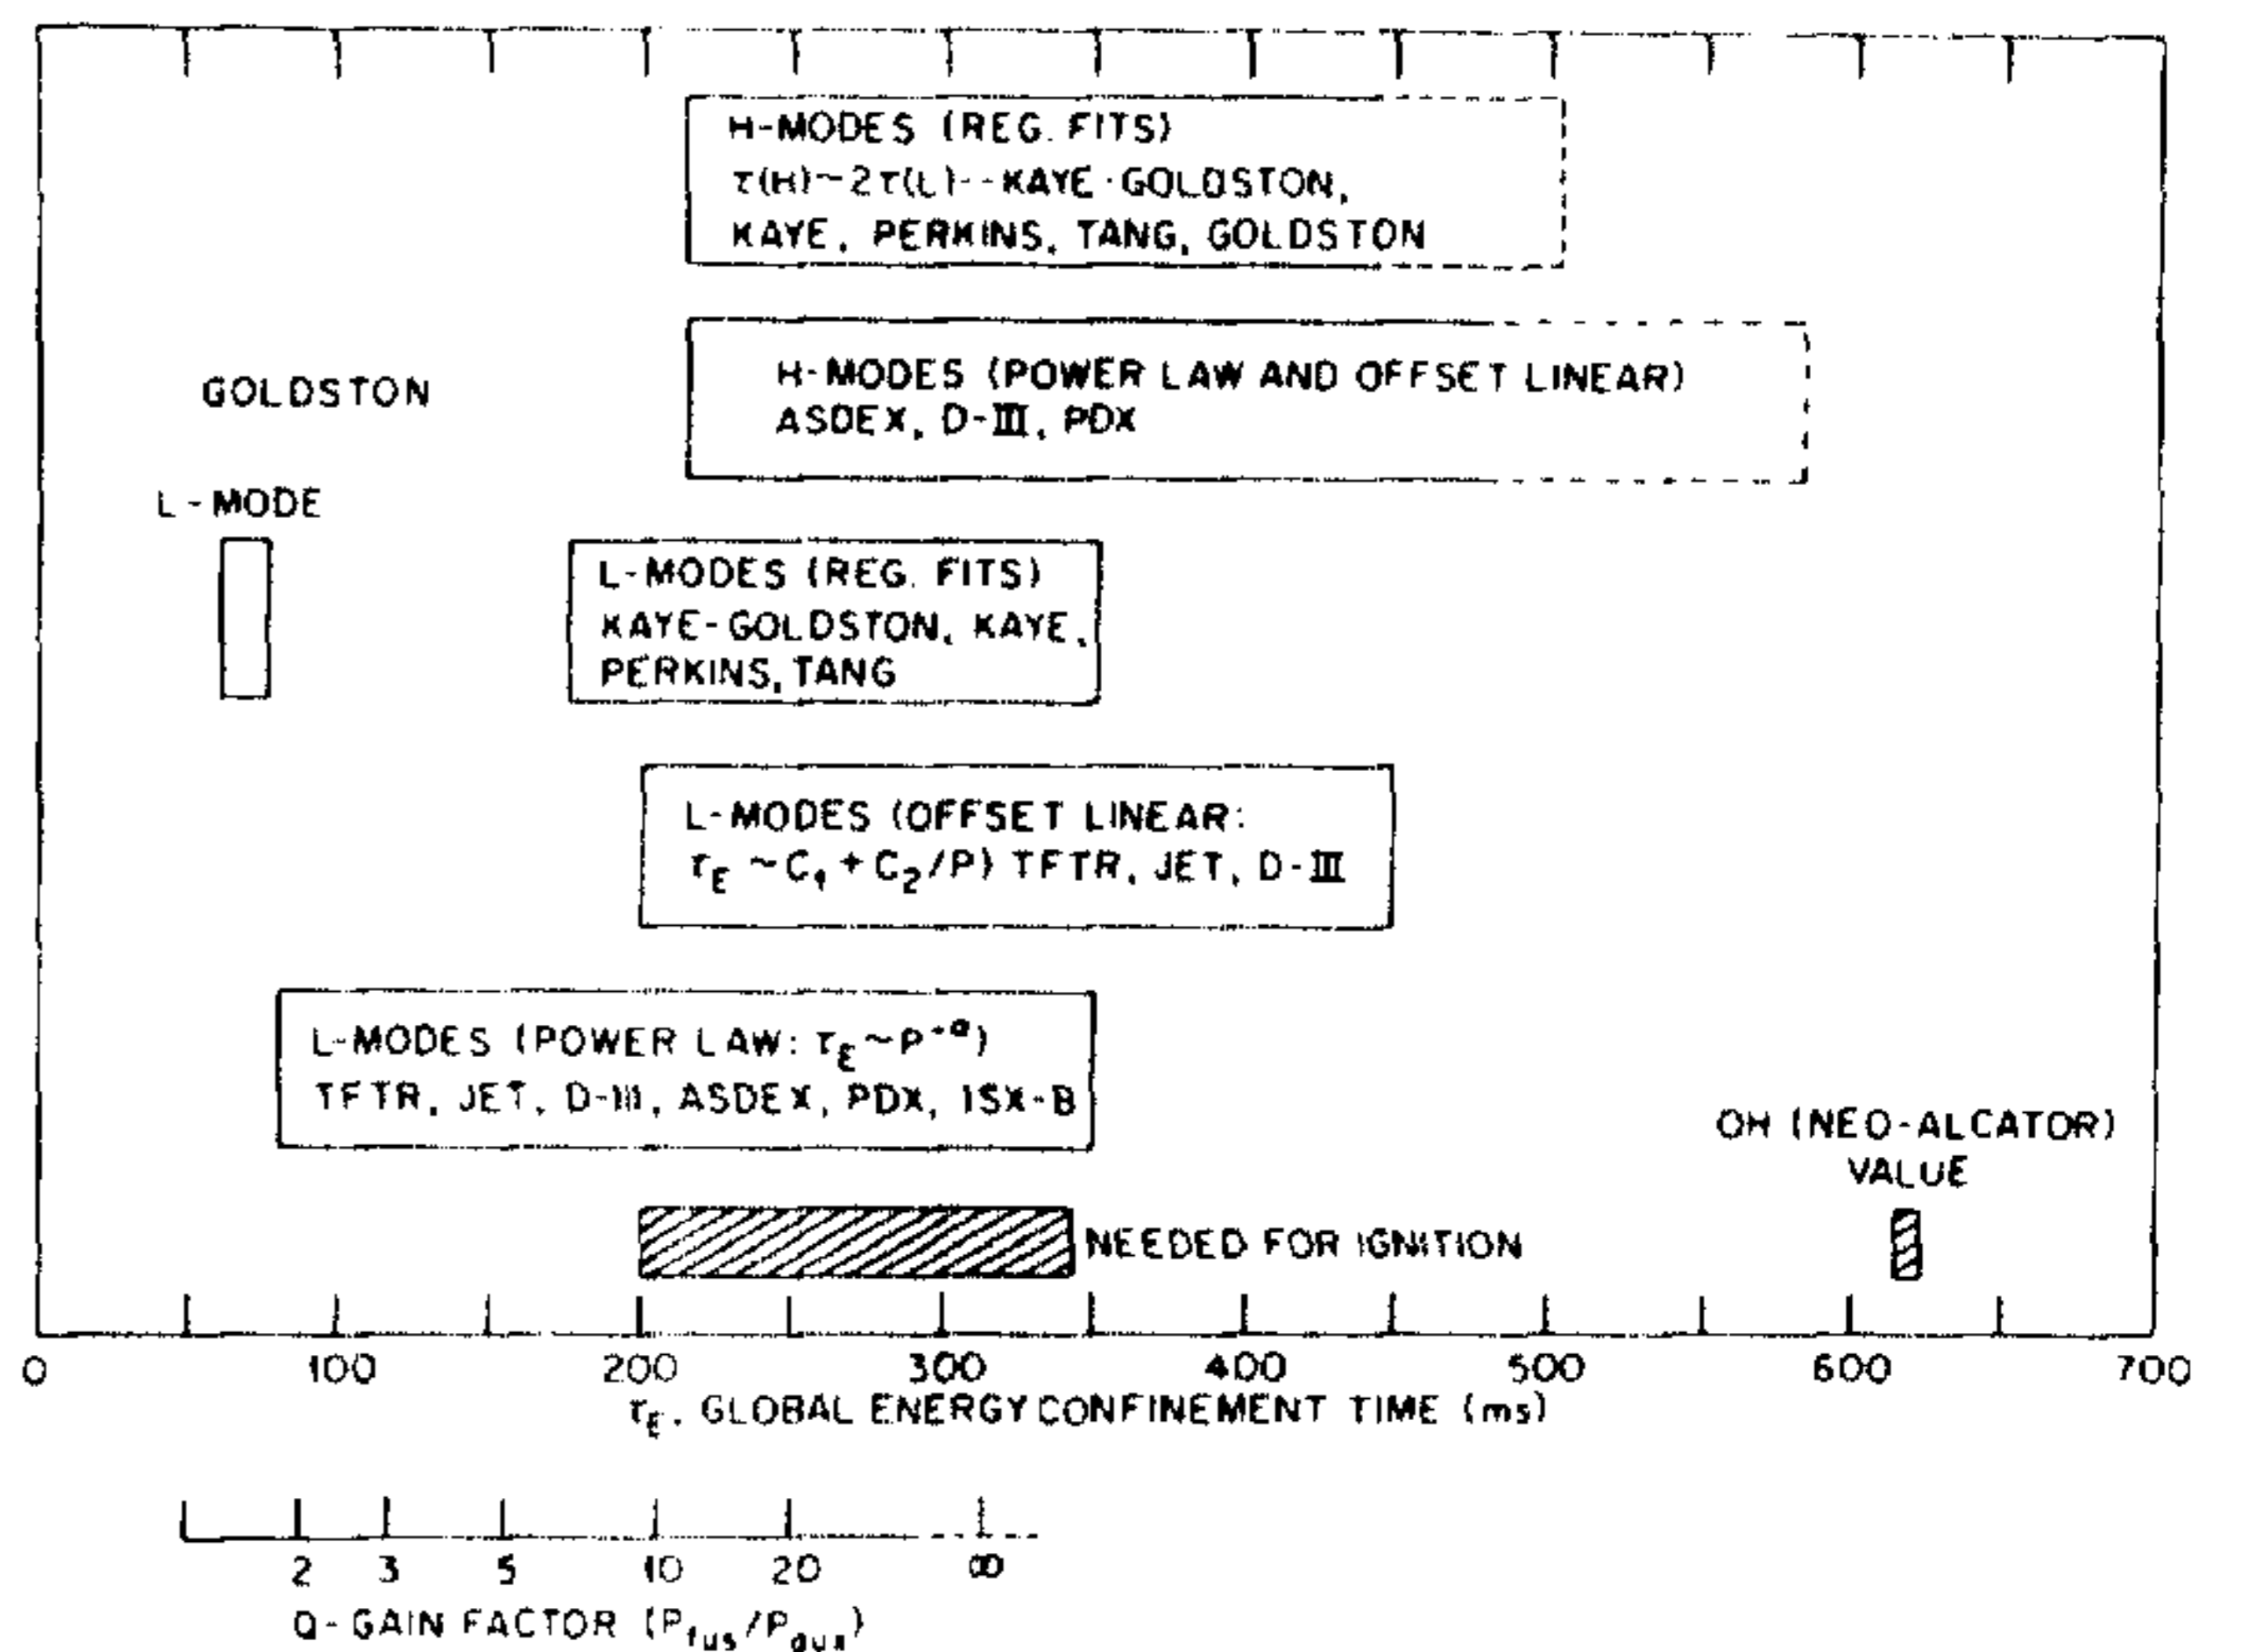 H-MODES (REG. FITS)
τ(H)~2τ(L)--KAYE-GOLDSTON,
KAYE, PERKINS, TANG, GOLDSTON
H-MODES (POWER LAW AND OFFSET LINEAR)
ASDEX, D-III, PDX
GOLDSTON
L-MODE
L-MODES (REG. FITS)
KAYE-GOLDSTON, KAYE,
PERKINS, TANG
L-MODES (OFFSET LINEAR:
τE ~ C1 + C2/P) TFTR, JET, D-III
L-MODES (POWER LAW: τE ~ P^-α)
TFTR, JET, D-III, ASDEX, PDX, ISX-B
OH (NEO-ALCATOR)
VALUE
NEEDED FOR IGNITION
0 100 200 300 400 500 600 700
τE, GLOBAL ENERGY CONFINEMENT TIME (ms)
2 3 5 10 20 ∞
Q-GAIN FACTOR (Pfus/Paux)